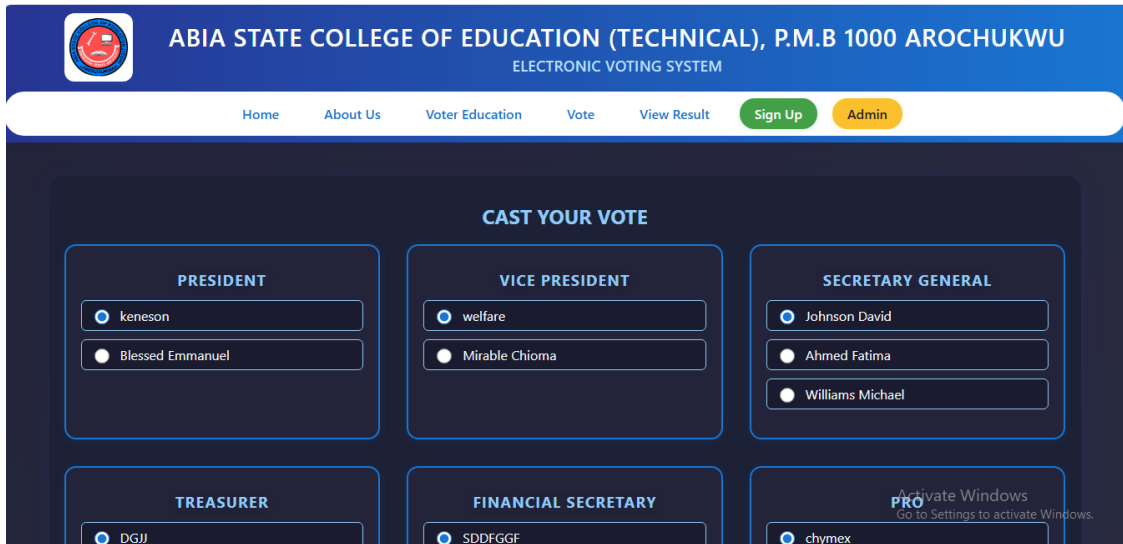 ABIA STATE COLLEGE OF EDUCATION (TECHNICAL), P.M.B 1000 AROCHUKWU
ELECTRONIC VOTING SYSTEM
Home About Us Voter Education Vote View Result Sign Up Admin
CAST YOUR VOTE
PRESIDENT
keneson
Blessed Emmanuel
VICE PRESIDENT
welfare
Mirable Chioma
SECRETARY GENERAL
Johnson David
Ahmed Fatima
Williams Michael
TREASURER
DGJJ
FINANCIAL SECRETARY
SDDFGGF
PRO
chymex
Activate Windows
Go to Settings to activate Windows.